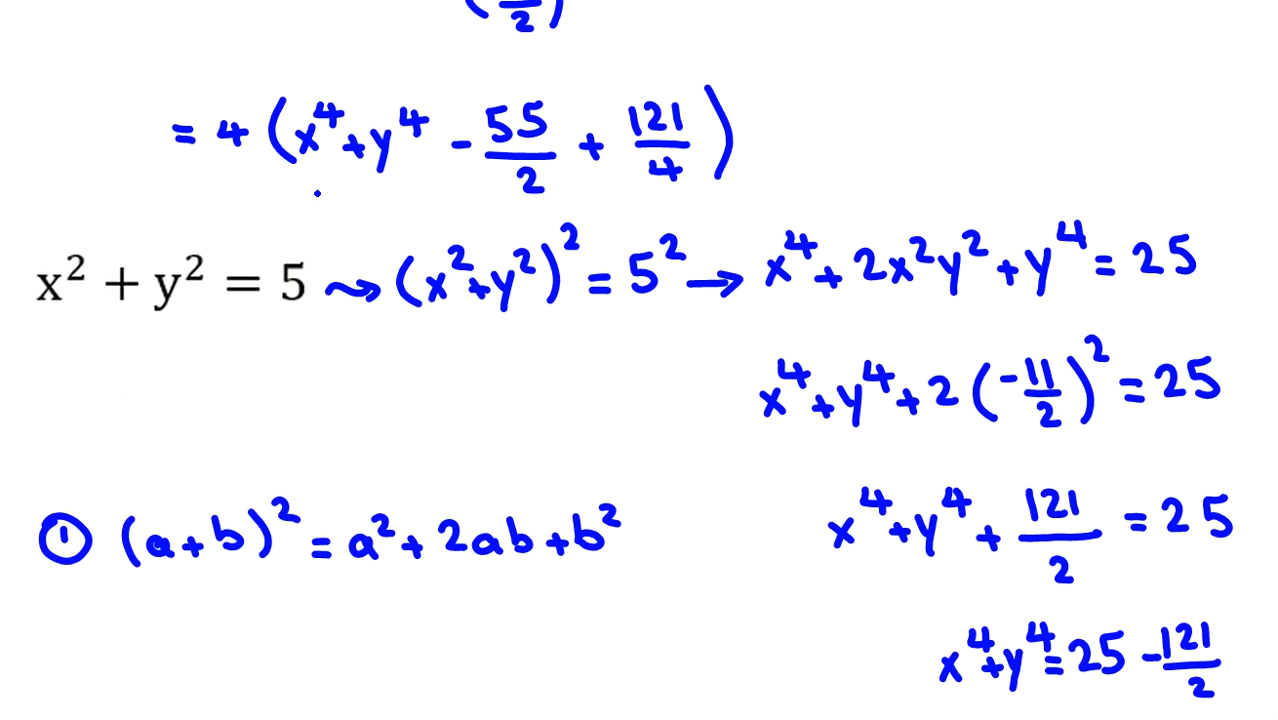 (—/2)
= 4 (x⁴ + y⁴ - 55/2 + 121/4)
x² + y² = 5 ⇝ (x² + y²)² = 5² → x⁴ + 2x²y² + y⁴ = 25
x⁴ + y⁴ + 2(-11/2)² = 25
① (a + b)² = a² + 2ab + b²
x⁴ + y⁴ + 121/2 = 25
x⁴ + y⁴ = 25 - 121/2